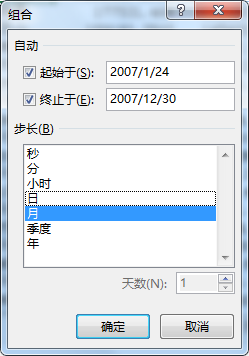 组合
自动
起始于(S): 2007/1/24
终止于(E): 2007/12/30
步长(B)
秒
分
小时
日
月
季度
年
天数(N): 1
确定 取消